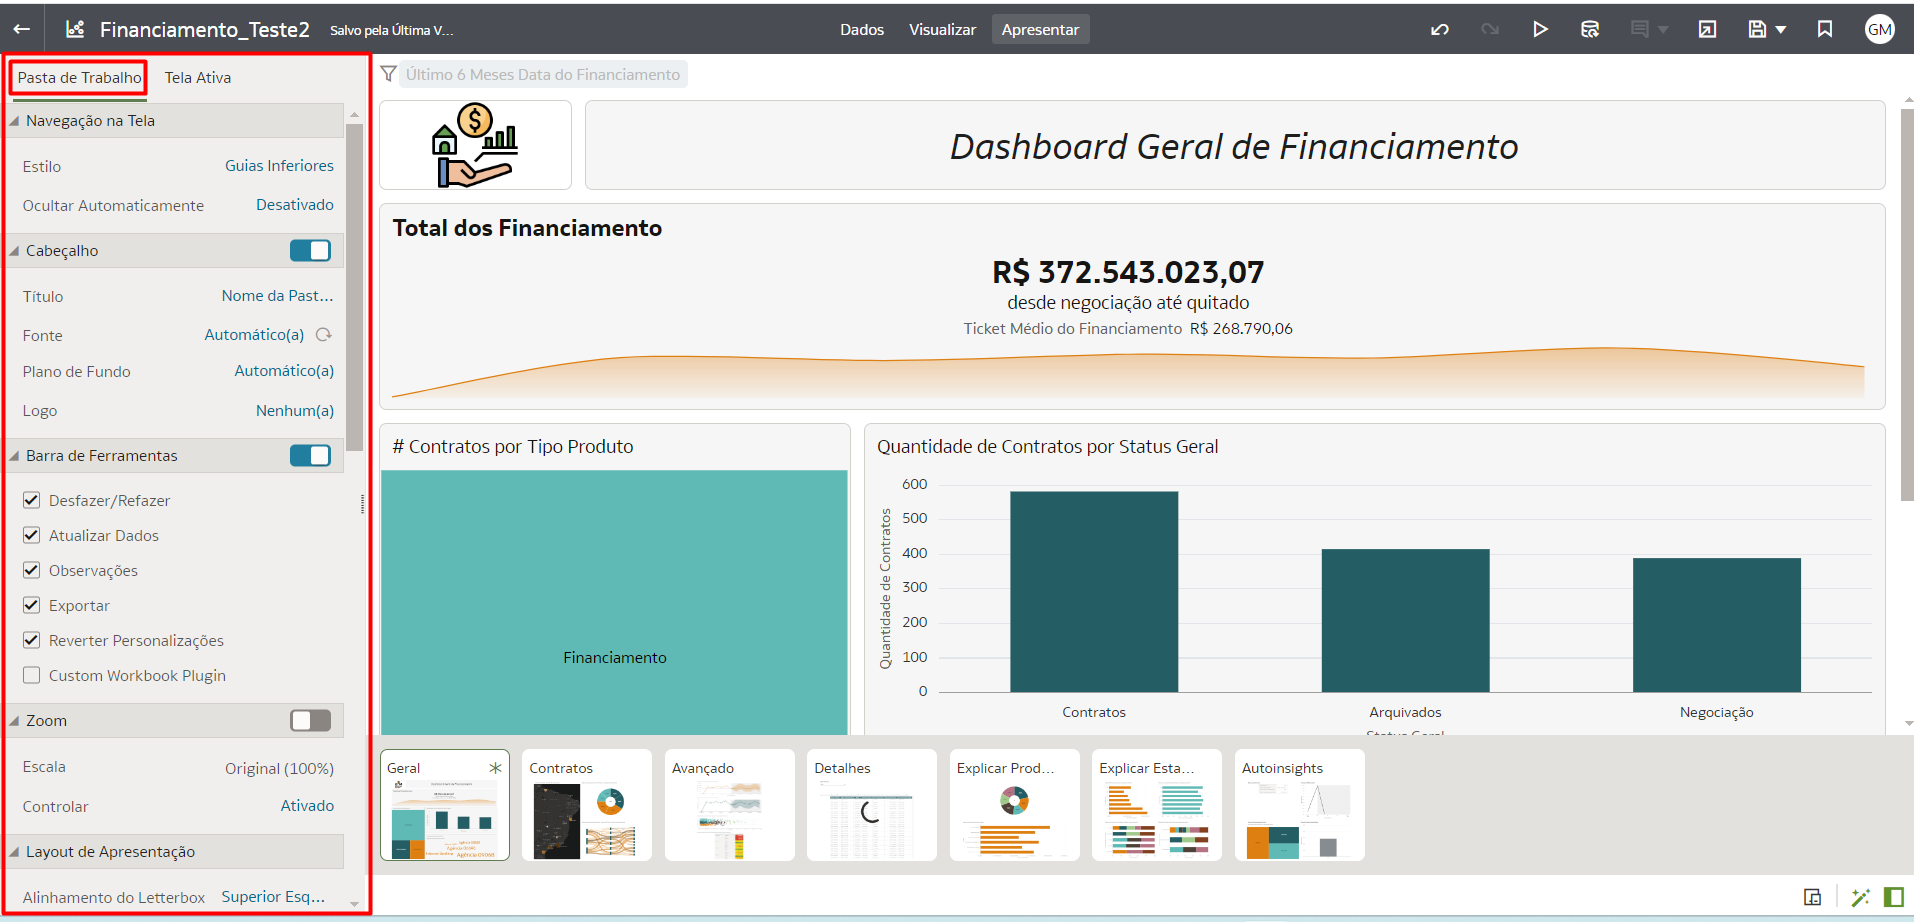 Financiamento_Teste2
Salvo pela Última V...
Dados
Visualizar
Apresentar
GM
Pasta de Trabalho
Tela Ativa
Navegação na Tela
Estilo
Guias Inferiores
Ocultar Automaticamente
Desativado
Cabeçalho
Título
Nome da Past...
Fonte
Automático(a)
Plano de Fundo
Automático(a)
Logo
Nenhum(a)
Barra de Ferramentas
Desfazer/Refazer
Atualizar Dados
Observações
Exportar
Reverter Personalizações
Custom Workbook Plugin
Zoom
Escala
Original (100%)
Controlar
Ativado
Layout de Apresentação
Alinhamento do Letterbox
Superior Esq...
Último 6 Meses Data do Financiamento
Dashboard Geral de Financiamento
Total dos Financiamento
R$ 372.543.023,07
desde negociação até quitado
Ticket Médio do Financiamento R$ 268.790,06
# Contratos por Tipo Produto
Financiamento
Quantidade de Contratos por Status Geral
Quantidade de Contratos
600
500
400
300
200
100
0
Contratos
Arquivados
Negociação
Status Geral
Geral
Contratos
Avançado
Detalhes
Explicar Prod...
Explicar Esta...
Autoinsights